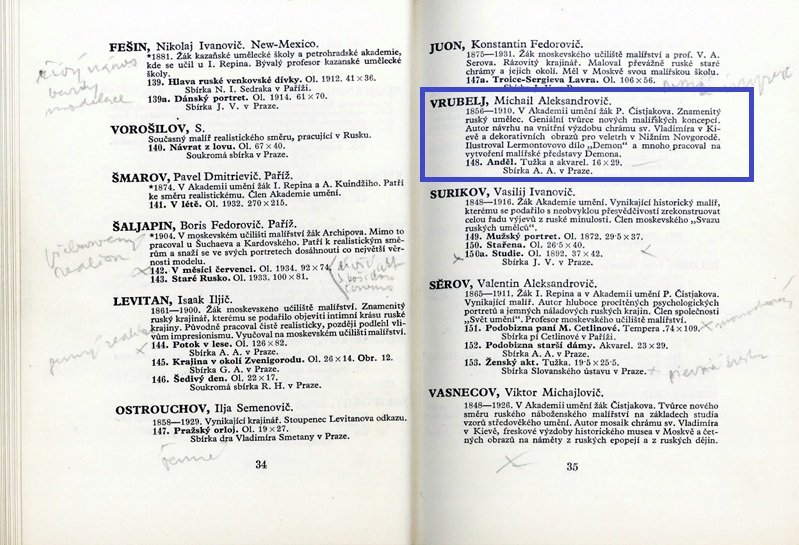 FEŠIN, Nikolaj Ivanovič. New-Mexico.
*1881. Žák kazaňské umělecké školy a petrohradské akademie,
kde se učil u I. Repina. Bývalý profesor kazanské umělecké
školy.
139. Hlava ruské venkovské dívky. Ol. 1912. 41×36.
Sbírka N. I. Sedraka v Paříži.
139a. Dánský portret. Ol. 1914. 61×70.
Sbírka J. V. v Praze.
VOROŠILOV, S.
Současný malíř realistického směru, pracující v Rusku.
140. Návrat z lovu. Ol. 67×40.
Soukromá sbírka v Praze.
ŠMAROV, Pavel Dmitrievič. Paříž.
*1874. V Akademii umění žák I. Repina a A. Kuindžiho. Patří
ke směru realistickému. Člen Akademie umění.
141. V létě. Ol. 1932. 270×215.
ŠALJAPIN, Boris Fedorovič. Paříž.
*1904. V moskevském učilišti malířství žák Archipova. Mimo to
pracoval u Šuchaeva a Kardovského. Patří k realistickým smě-
rům a snaží se ve svých portretech dosáhnouti co největší věr-
nosti modelu.
142. V měsíci červenci. Ol. 1934. 92×74.
143. Staré Rusko. Ol. 1933. 100×81.
LEVITAN, Isaak Iljič.
1861—1900. Žák moskevského učiliště malířství. Znamenitý
ruský krajinář, kterému se podařilo objeviti intimní krásu ruské
krajiny. Původně pracoval čistě realisticky, později podlehl vli-
vům impresionismu. Vyučoval na moskevském učilišti malířství.
144. Potok v lese. Ol. 126×82.
Sbírka A. A. v Praze.
145. Krajina v okolí Zvenigorodu. Ol. 26×14. Obr. 12.
Sbírka G. A. v Praze.
146. Šedivý den. Ol. 22×17.
Soukromá sbírka R. H. v Praze.
OSTROUCHOV, Ilja Semenovič.
1858—1929. Vynikající krajinář. Stoupenec Levitanova odkazu.
147. Pražský orloj. Ol. 19×27.
Sbírka dra Vladimíra Smetany v Praze.
34
JUON, Konstantin Fedorovič.
1875—1931. Žák moskevského učiliště malířství a prof. V. A.
Serova. Rázovitý krajinář. Maloval převážně ruské staré
chrámy a jejich okolí. Měl v Moskvě svou malířskou školu.
147a. Troice-Sergieva Lavra. Ol. 106×56.
VRUBELJ, Michail Aleksandrovič.
1856—1910. V Akademii umění žák P. Čistjakova. Znamenitý
ruský umělec. Geniální tvůrce nových malířských koncepcí.
Autor návrhu na vnitřní výzdobu chrámu sv. Vladimíra v Ki-
evě a dekorativních obrazů pro veletrh v Nižním Novgorodě.
Ilustroval Lermontovovo dílo „Demon“ a mnoho pracoval na
vytvoření malířské představy Demona.
148. Anděl. Tužka a akvarel. 16×29.
Sbírka A. A. v Praze.
SURIKOV, Vasilij Ivanovič.
1848—1916. Žák Akademie umění. Vynikající historický malíř,
kterému se podařilo s neobvyklou přesvědčivostí zrekonstruovat
celou řadu výjevů z ruské minulosti. Člen moskevského „Svazu
ruských umělců“.
149. Mužský portret. Ol. 1872. 29·5×37.
150. Stařena. Ol. 26·5×40.
150a. Studie. Ol. 1892. 37×42.
Sbírka J. V. v Praze.
SĚROV, Valentin Aleksandrovič.
1865—1911. Žák I. Repina a v Akademii umění P. Čistjakova.
Vynikající malíř. Autor hluboce procítěných psychologických
portretů a jemných náladových ruských krajin. Člen společnosti
„Svět umění“. Profesor moskevského učiliště malířství.
151. Podobizna paní M. Cetlinové. Tempera .74×109.
Sbírka pí Cetlinové v Paříži.
152. Podobizna starší dámy. Akvarel. 23×29.
Sbírka A. A. v Praze.
153. Ženský akt. Tužka. 19·5×25·5.
Sbírka Slovanského ústavu v Praze.
VASNECOV, Viktor Michajlovič.
1848—1926. V Akademii umění žák Čistjakova. Tvůrce nového
směru ruského náboženského malířství na základech studia
vzorů středověkého umění. Autor mosaik chrámu sv. Vladimíra
v Kievě, freskové výzdoby historického musea v Moskvě a čet-
ných obrazů na náměty z ruských epopejí a z ruských dějin.
35